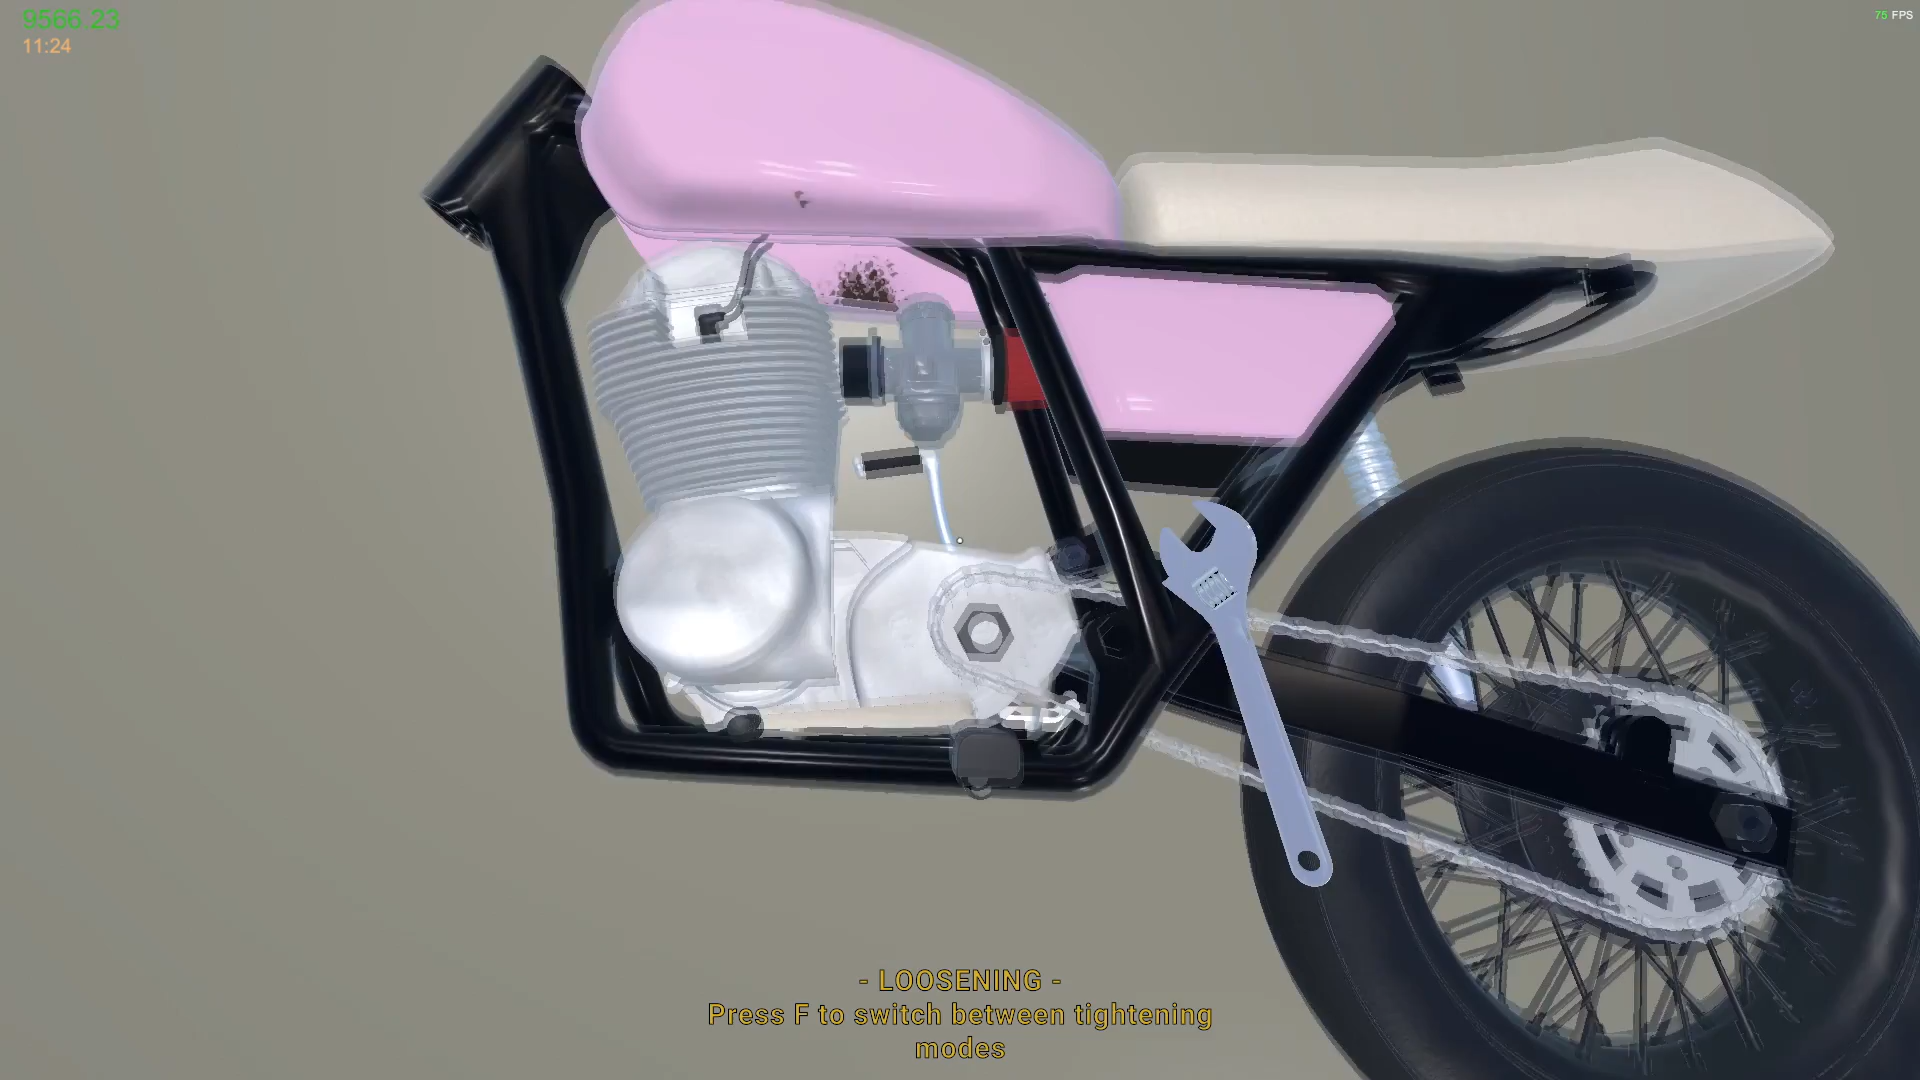 9566.23
11:24
75 FPS
- LOOSENING -
Press F to switch between tightening
modes